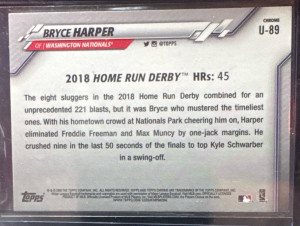 BRYCE HARPER
OF | WASHINGTON NATIONALS®
@TOPPS
CHROME
U-89
2018 HOME RUN DERBY™ HRs: 45
The eight sluggers in the 2018 Home Run Derby combined for an
unprecedented 221 blasts, but it was Bryce who mustered the timeliest
ones. With his hometown crowd at Nationals Park cheering him on, Harper
eliminated Freddie Freeman and Max Muncy by one-jack margins. He
crushed nine in the last 50 seconds of the finals to top Kyle Schwarber
in a swing-off.
TOPPS